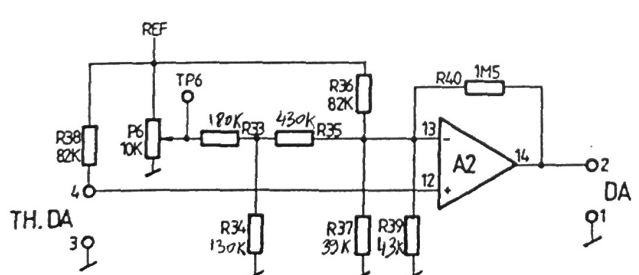 REF
TP6
R36
82K
R40 1M5
R38
82K
P6
10K
180K
R33
430K
R35
13 -
A2
14
12 +
2
DA
1
4
TH. DA
3
R34
130K
R37
39K
R39
43K